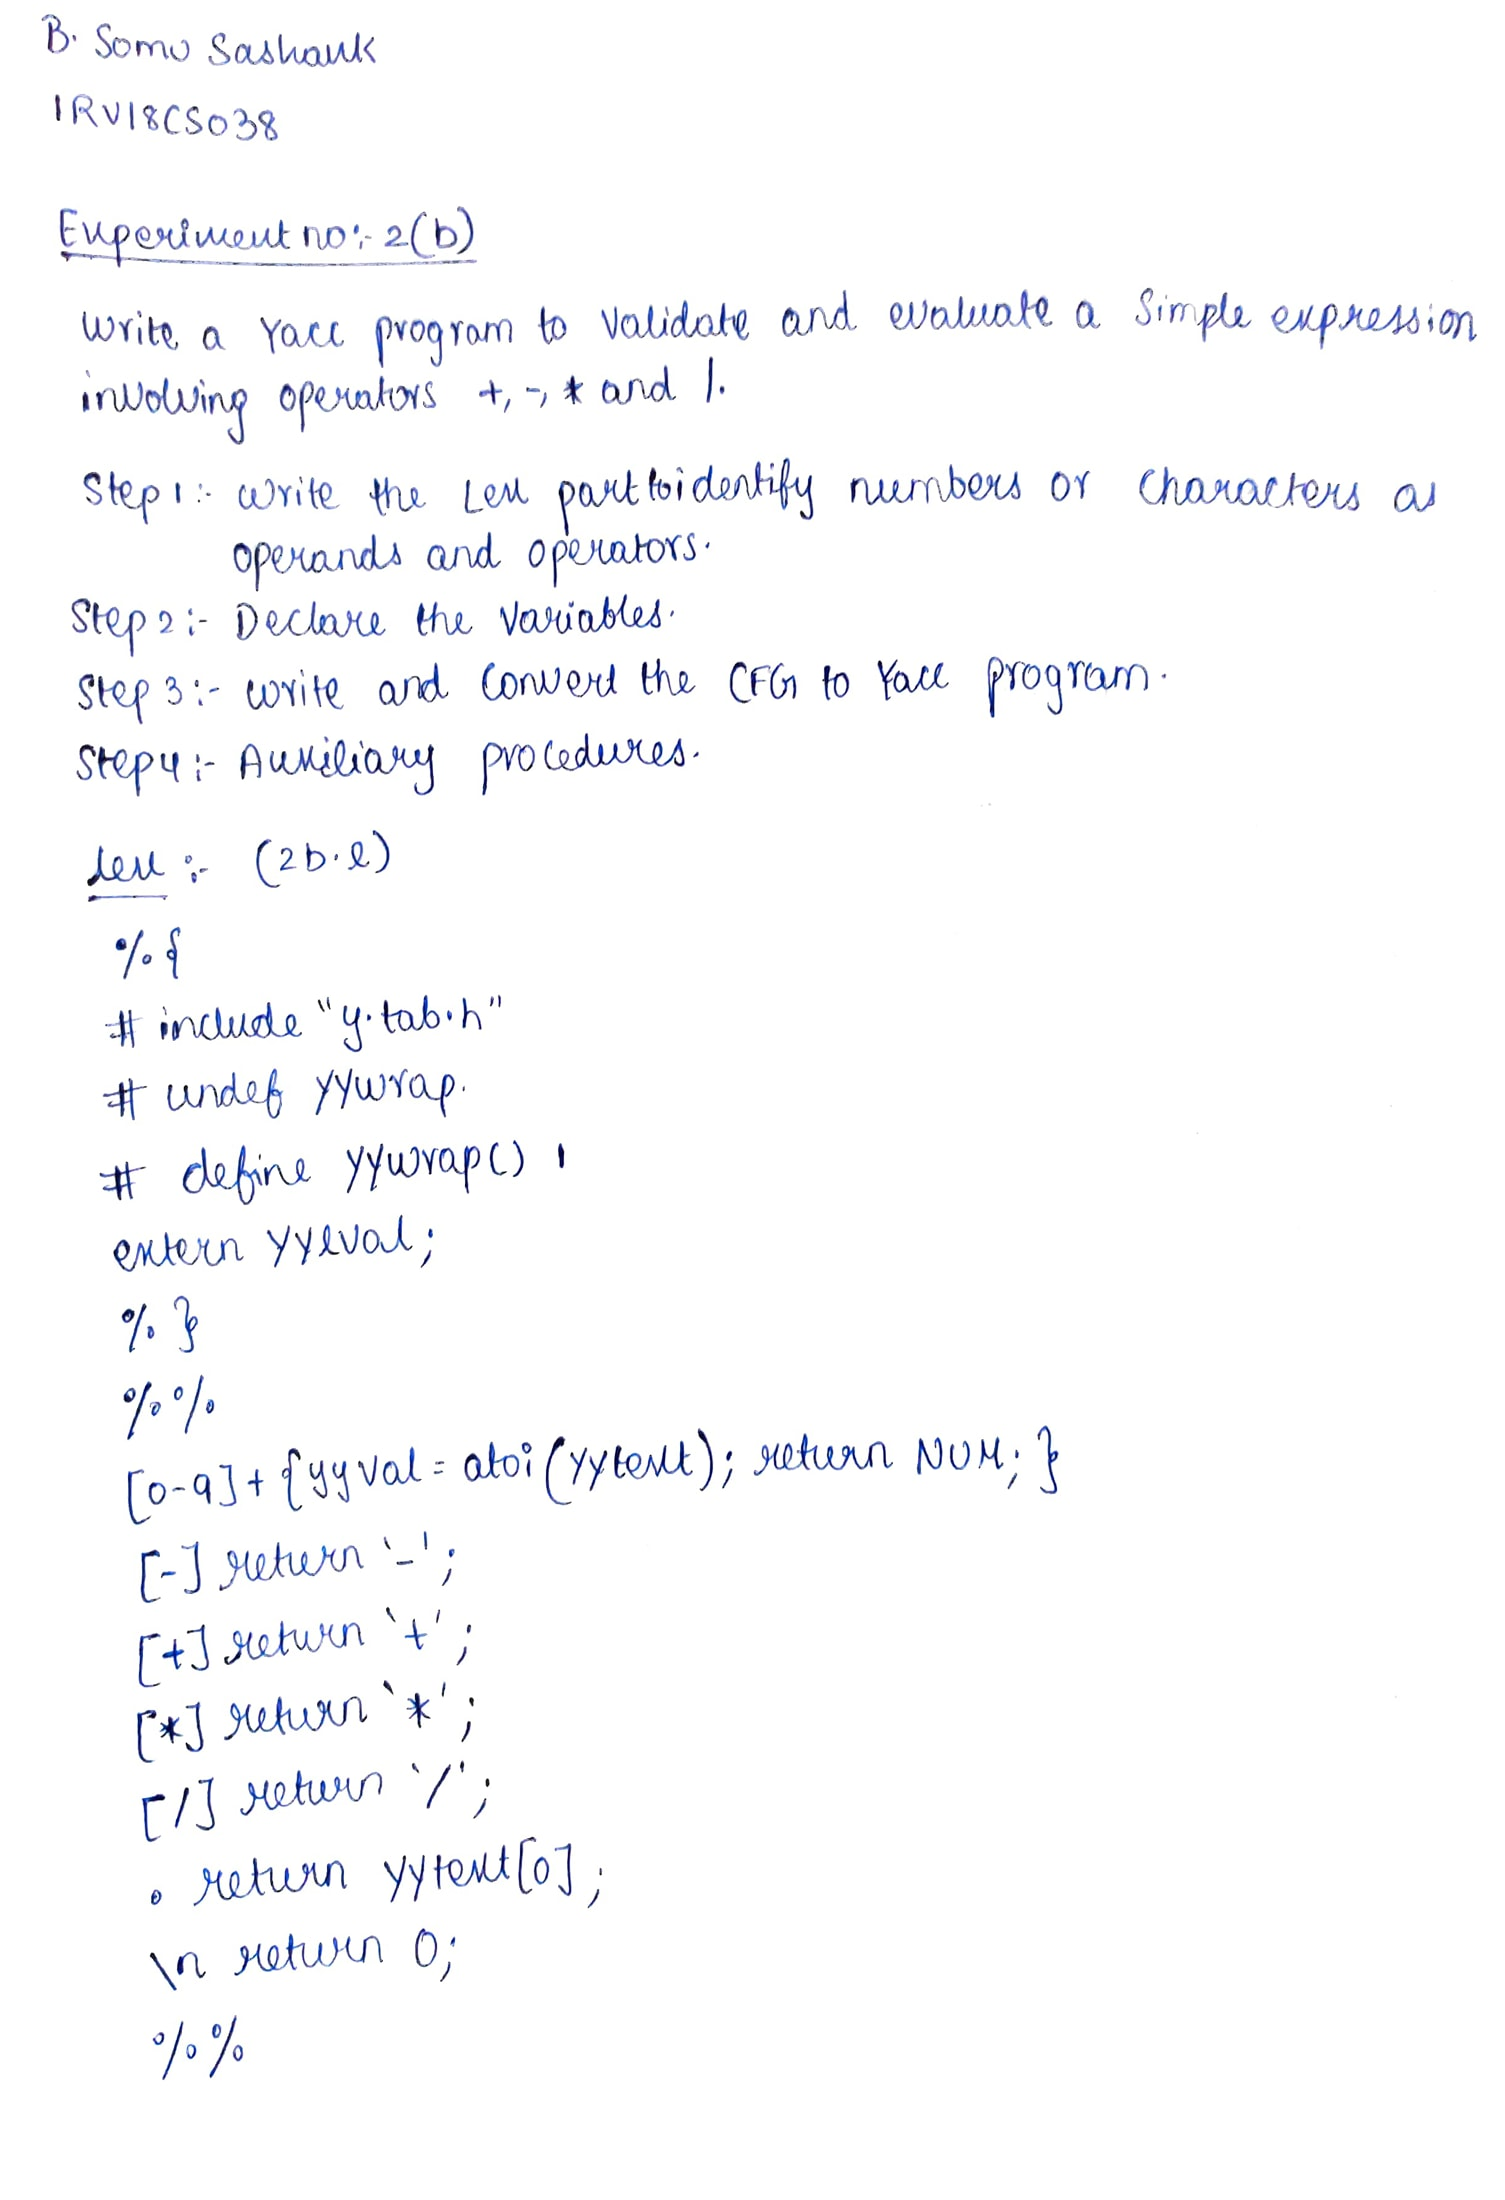 B. Somu Sashank
1RV18CS038
Experiment no:- 2(b)
Write a Yacc program to validate and evaluate a simple expression
involving operators +, -, * and /.
Step 1:- Write the Lex part to identify numbers or characters as
operands and operators.
Step 2:- Declare the variables.
Step 3:- write and convert the CFG to Yacc program.
Step 4:- Auxiliary procedures.
lex :- (2b.l)
%{
# include "y.tab.h"
# undef yywrap.
# define yywrap() 1
extern yylval;
%}
%%
[0-9]+ {yyval = atoi(yytext); return NUM; }
[-] return '-';
[+] return '+';
[*] return '*';
[/] return '/';
. return yytext[0];
\n return 0;
%%